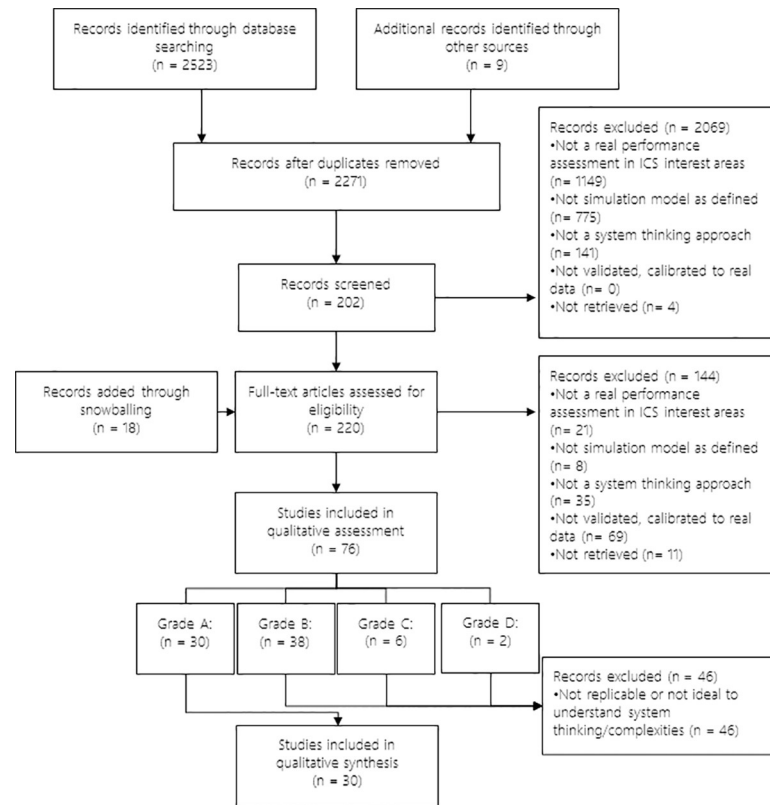 Records identified through database
searching
(n = 2523)
Additional records identified through
other sources
(n = 9)
Records after duplicates removed
(n = 2271)
Records excluded (n = 2069)
•Not a real performance
assessment in ICS interest areas
(n= 1149)
•Not simulation model as defined
(n= 775)
•Not a system thinking approach
(n= 141)
•Not validated, calibrated to real
data (n= 0)
•Not retrieved (n= 4)
Records screened
(n = 202)
Records added through
snowballing
(n = 18)
Full-text articles assessed for
eligibility
(n = 220)
Records excluded (n = 144)
•Not a real performance
assessment in ICS interest areas
(n= 21)
•Not simulation model as defined
(n= 8)
•Not a system thinking approach
(n= 35)
•Not validated, calibrated to real
data (n= 69)
•Not retrieved (n= 11)
Studies included in
qualitative assessment
(n = 76)
Grade A:
(n = 30)
Grade B:
(n = 38)
Grade C:
(n = 6)
Grade D:
(n = 2)
Records excluded (n = 46)
•Not replicable or not ideal to
understand system
thinking/complexities (n = 46)
Studies included in
qualitative synthesis
(n = 30)